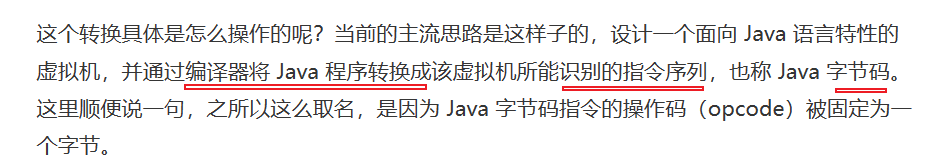 这个转换具体是怎么操作的呢？当前的主流思路是这样子的，设计一个面向 Java 语言特性的
虚拟机，并通过编译器将 Java 程序转换成该虚拟机所能识别的指令序列，也称 Java 字节码。
这里顺便说一句，之所以这么取名，是因为 Java 字节码指令的操作码（opcode）被固定为一
个字节。